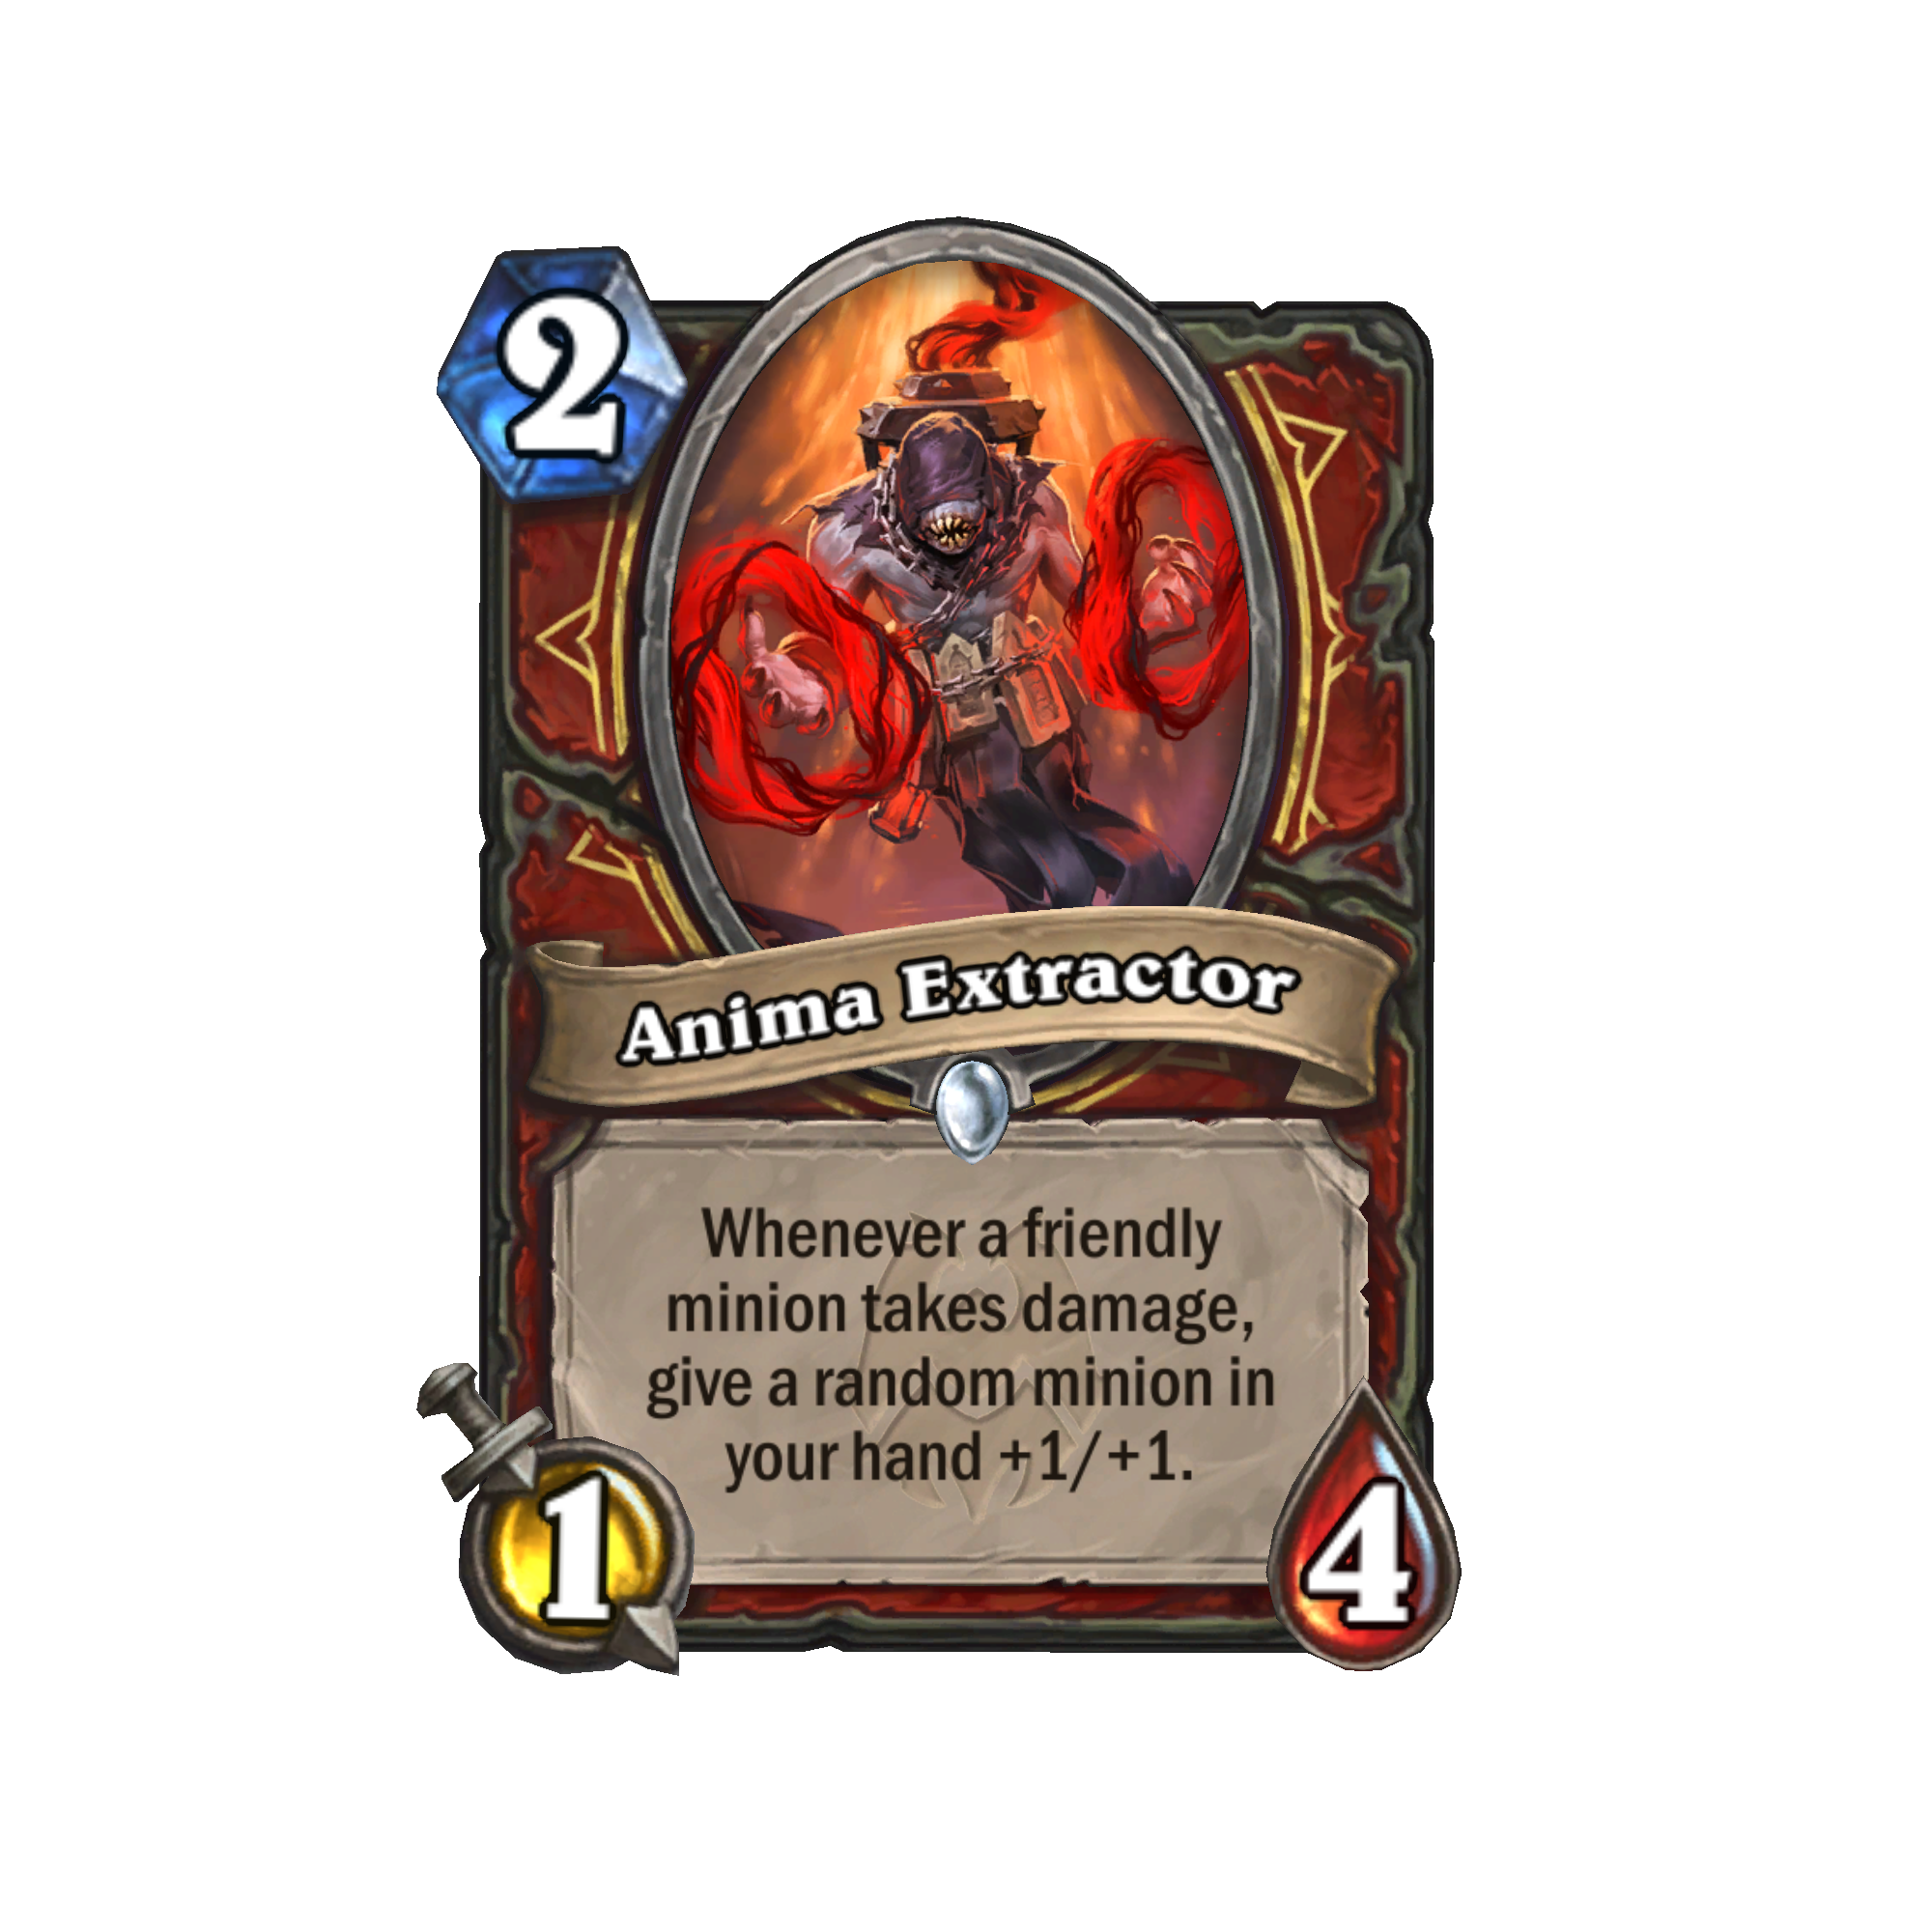 2
Anima Extractor
Whenever a friendly
minion takes damage,
give a random minion in
your hand +1/+1.
1
4